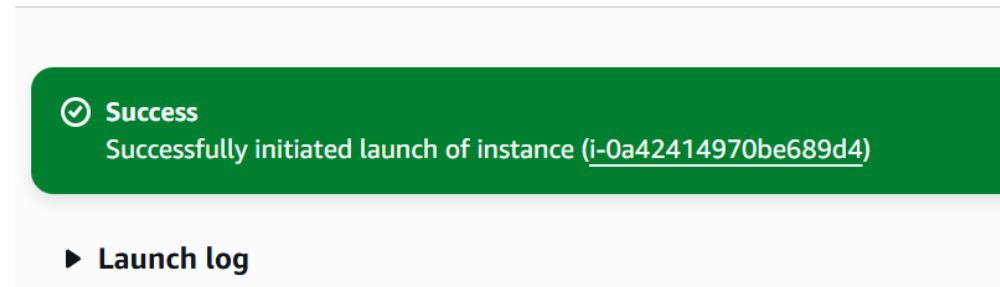 Success
Successfully initiated launch of instance (i-0a42414970be689d4)
Launch log